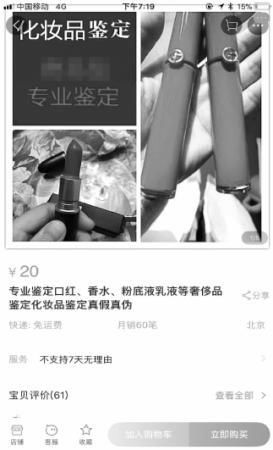 中国移动 4G 下午7:19 15%
化妆品鉴定
专业鉴定
¥20
专业鉴定口红、香水、粉底液乳液等奢侈品
鉴定化妆品鉴定真假真伪
分享
快递: 免运费 月销60笔 北京
服务 不支持7天无理由
宝贝评价(61) 查看全部
店铺 客服 收藏 加入购物车 立即购买